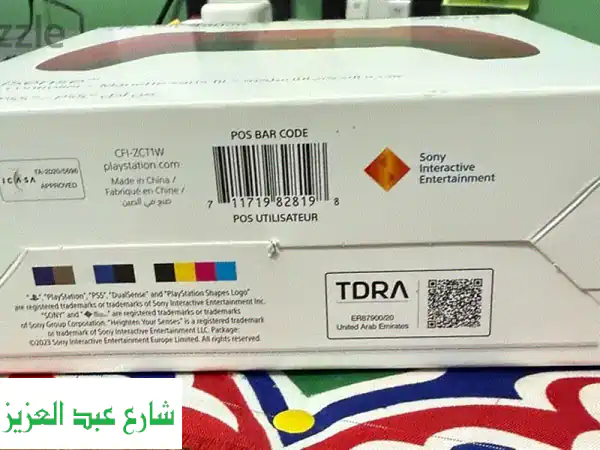 zzle
POS BAR CODE
CFI-ZCT1W
playstation.com
Made in China /
Fabriqué en Chine /
صنع في الصين
ICASA
TA-2020/5696
APPROVED
7 11719 82819 8
POS UTILISATEUR
Sony
Interactive
Entertainment
"PlayStation", "PS5", "DualSense" and "PlayStation Shapes Logo"
are registered trademarks or trademarks of Sony Interactive Entertainment Inc.
"SONY" and
are registered trademarks or trademarks
of Sony Group Corporation. "Heighten Your Senses" is a registered trademark
or trademark of Sony Interactive Entertainment LLC. Package:
©2023 Sony Interactive Entertainment Europe Limited. All rights reserved.
TDRA
ER87900/20
United Arab Emirates
شارع عبد العزيز